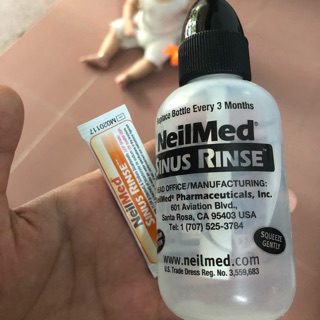 Replace Bottle Every 3 Months
NeilMed®
SINUS RINSE™
HEAD OFFICE/MANUFACTURING:
NeilMed® Pharmaceuticals, Inc.
601 Aviation Blvd.,
Santa Rosa, CA 95403 USA
Tel: 1 (707) 525-3784
SQUEEZE
GENTLY
www.neilmed.com
U.S. Trade Dress Reg. No. 3,559,683
MO20117
NeilMed
SINUS RINSE